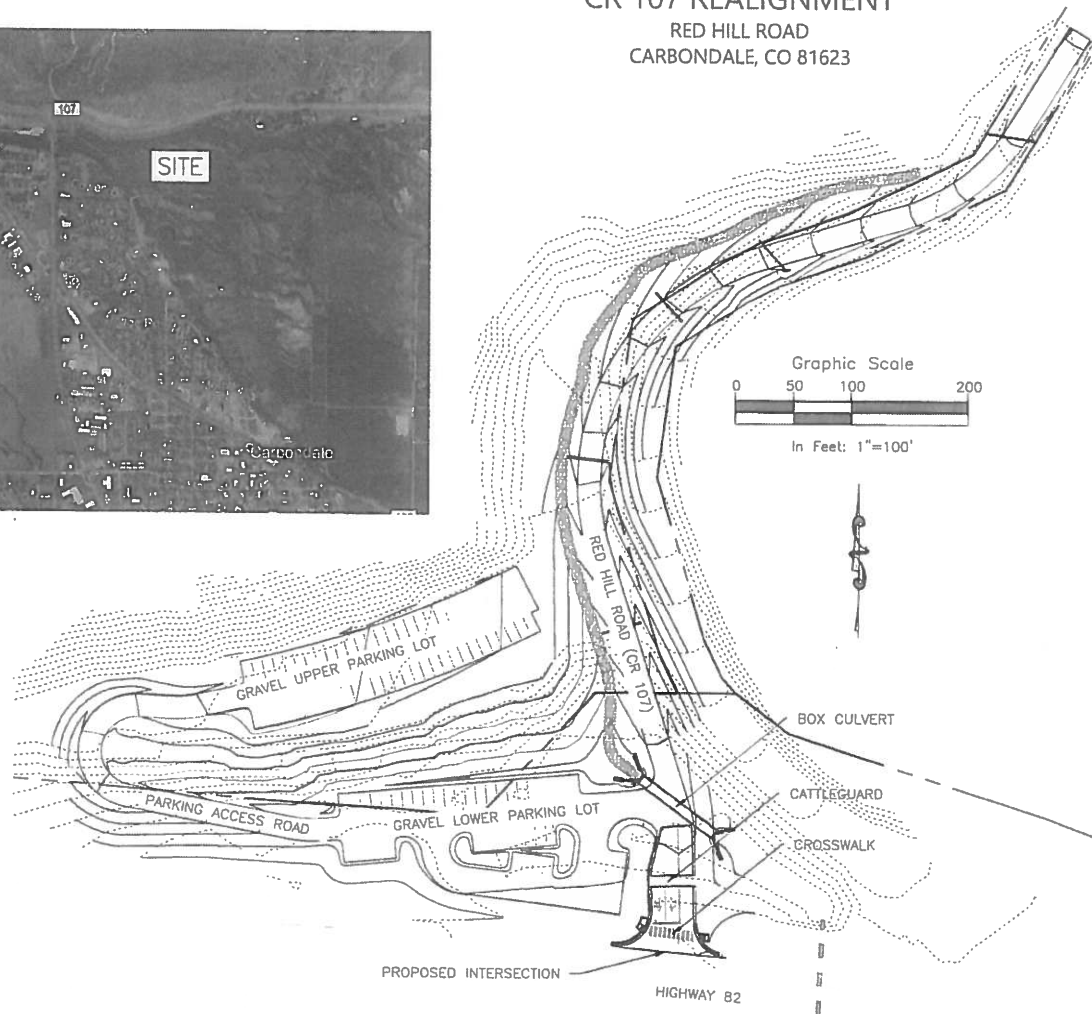 CR 107 REALIGNMENT
RED HILL ROAD
CARBONDALE, CO 81623
107
SITE
Carbondale
Graphic Scale
0 50 100 200
In Feet: 1"=100'
RED HILL ROAD (CR 107)
GRAVEL UPPER PARKING LOT
BOX CULVERT
CATTLEGUARD
PARKING ACCESS ROAD
GRAVEL LOWER PARKING LOT
CROSSWALK
PROPOSED INTERSECTION
HIGHWAY 82